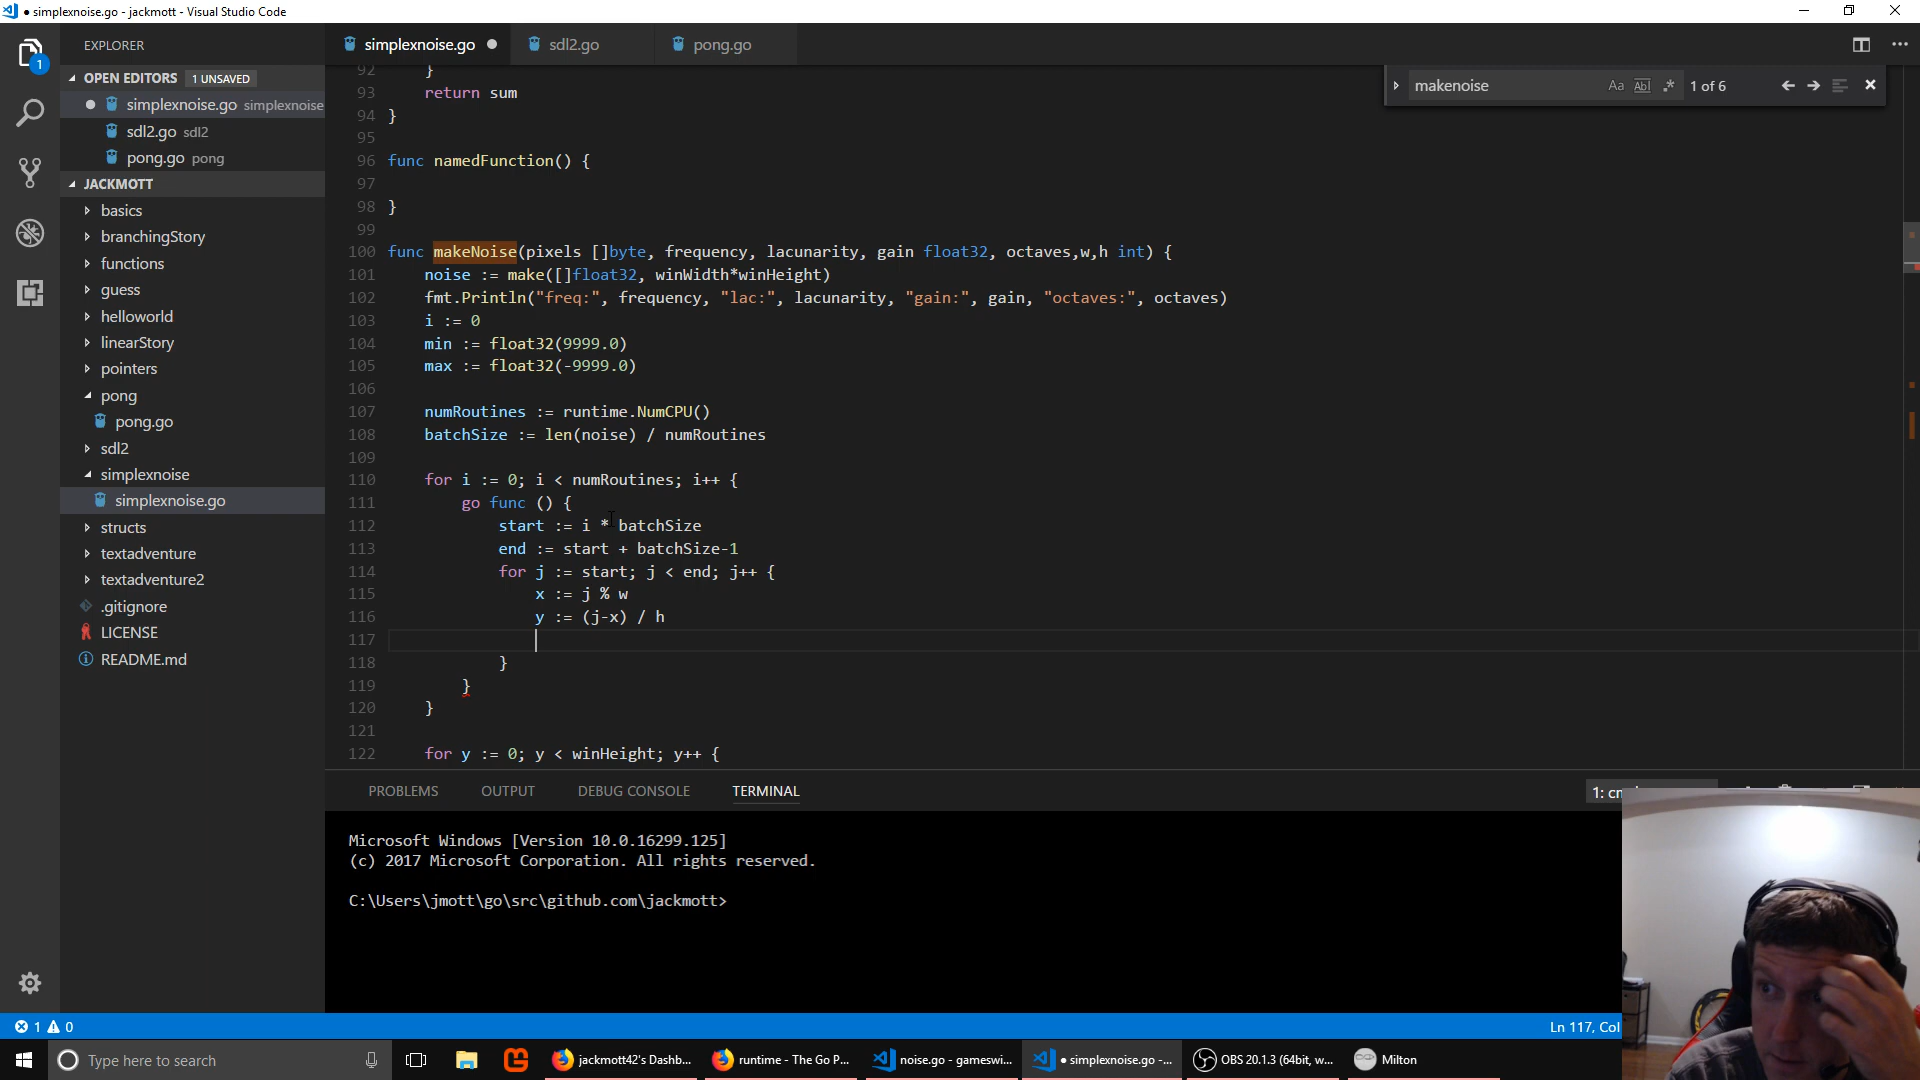 simplexnoise.go - jackmott - Visual Studio Code
EXPLORER
simplexnoise.go
sdl2.go
pong.go
OPEN EDITORS 1 UNSAVED
simplexnoise.go simplexnoise
sdl2.go sdl2
pong.go pong
JACKMOTT
basics
branchingStory
functions
guess
helloworld
linearStory
pointers
pong
pong.go
sdl2
simplexnoise
simplexnoise.go
structs
textadventure
textadventure2
.gitignore
LICENSE
README.md
makenoise Aa Abl .* 1 of 6
92 }
93 return sum
94 }
95
96 func namedFunction() {
97
98 }
99
100 func makeNoise(pixels []byte, frequency, lacunarity, gain float32, octaves,w,h int) {
101 noise := make([]float32, winWidth*winHeight)
102 fmt.Println("freq:", frequency, "lac:", lacunarity, "gain:", gain, "octaves:", octaves)
103 i := 0
104 min := float32(9999.0)
105 max := float32(-9999.0)
106
107 numRoutines := runtime.NumCPU()
108 batchSize := len(noise) / numRoutines
109
110 for i := 0; i < numRoutines; i++ {
111 go func () {
112 start := i * batchSize
113 end := start + batchSize-1
114 for j := start; j < end; j++ {
115 x := j % w
116 y := (j-x) / h
117
118 }
119 }
120 }
121
122 for y := 0; y < winHeight; y++ {
PROBLEMS OUTPUT DEBUG CONSOLE TERMINAL
1: cm
Microsoft Windows [Version 10.0.16299.125]
(c) 2017 Microsoft Corporation. All rights reserved.
C:\Users\jmott\go\src\github.com\jackmott>
1 0
Ln 117, Col
Type here to search
jackmott42's Dashb...
runtime - The Go P...
noise.go - gameswi...
simplexnoise.go -...
OBS 20.1.3 (64bit, w...
Milton